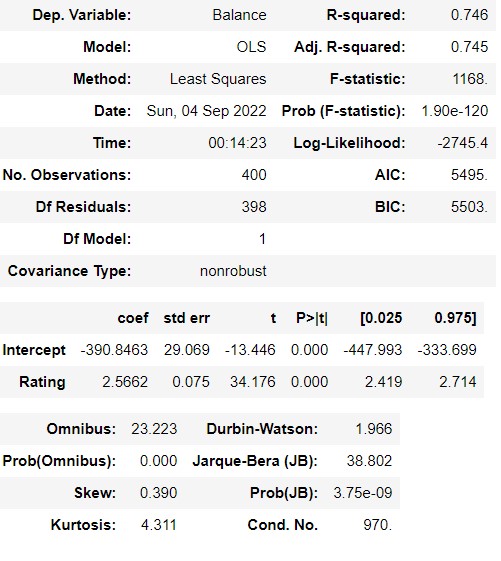 Dep. Variable: Balance R-squared: 0.746
Model: OLS Adj. R-squared: 0.745
Method: Least Squares F-statistic: 1168.
Date: Sun, 04 Sep 2022 Prob (F-statistic): 1.90e-120
Time: 00:14:23 Log-Likelihood: -2745.4
No. Observations: 400 AIC: 5495.
Df Residuals: 398 BIC: 5503.
Df Model: 1
Covariance Type: nonrobust
coef std err t P>|t| [0.025 0.975]
Intercept -390.8463 29.069 -13.446 0.000 -447.993 -333.699
Rating 2.5662 0.075 34.176 0.000 2.419 2.714
Omnibus: 23.223 Durbin-Watson: 1.966
Prob(Omnibus): 0.000 Jarque-Bera (JB): 38.802
Skew: 0.390 Prob(JB): 3.75e-09
Kurtosis: 4.311 Cond. No. 970.